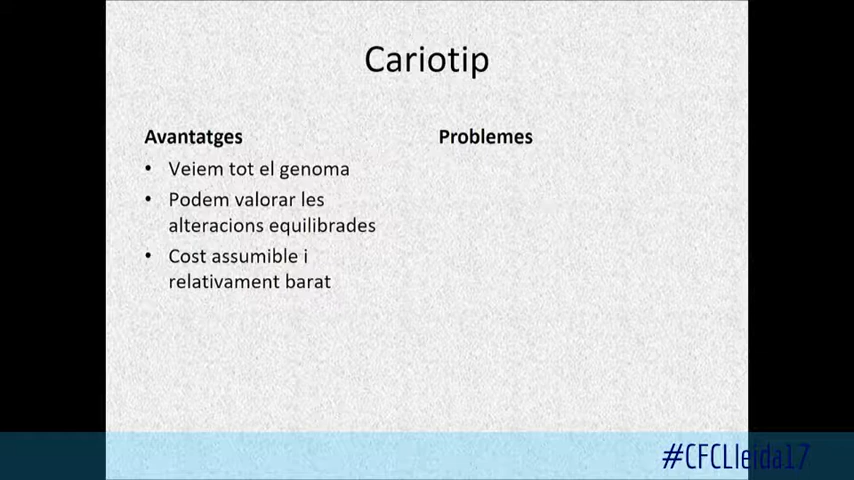 Cariotip
Avantatges
• Veiem tot el genoma
• Podem valorar les
alteracions equilibrades
• Cost assumible i
relativament barat
Problemes
#CFCLleida17